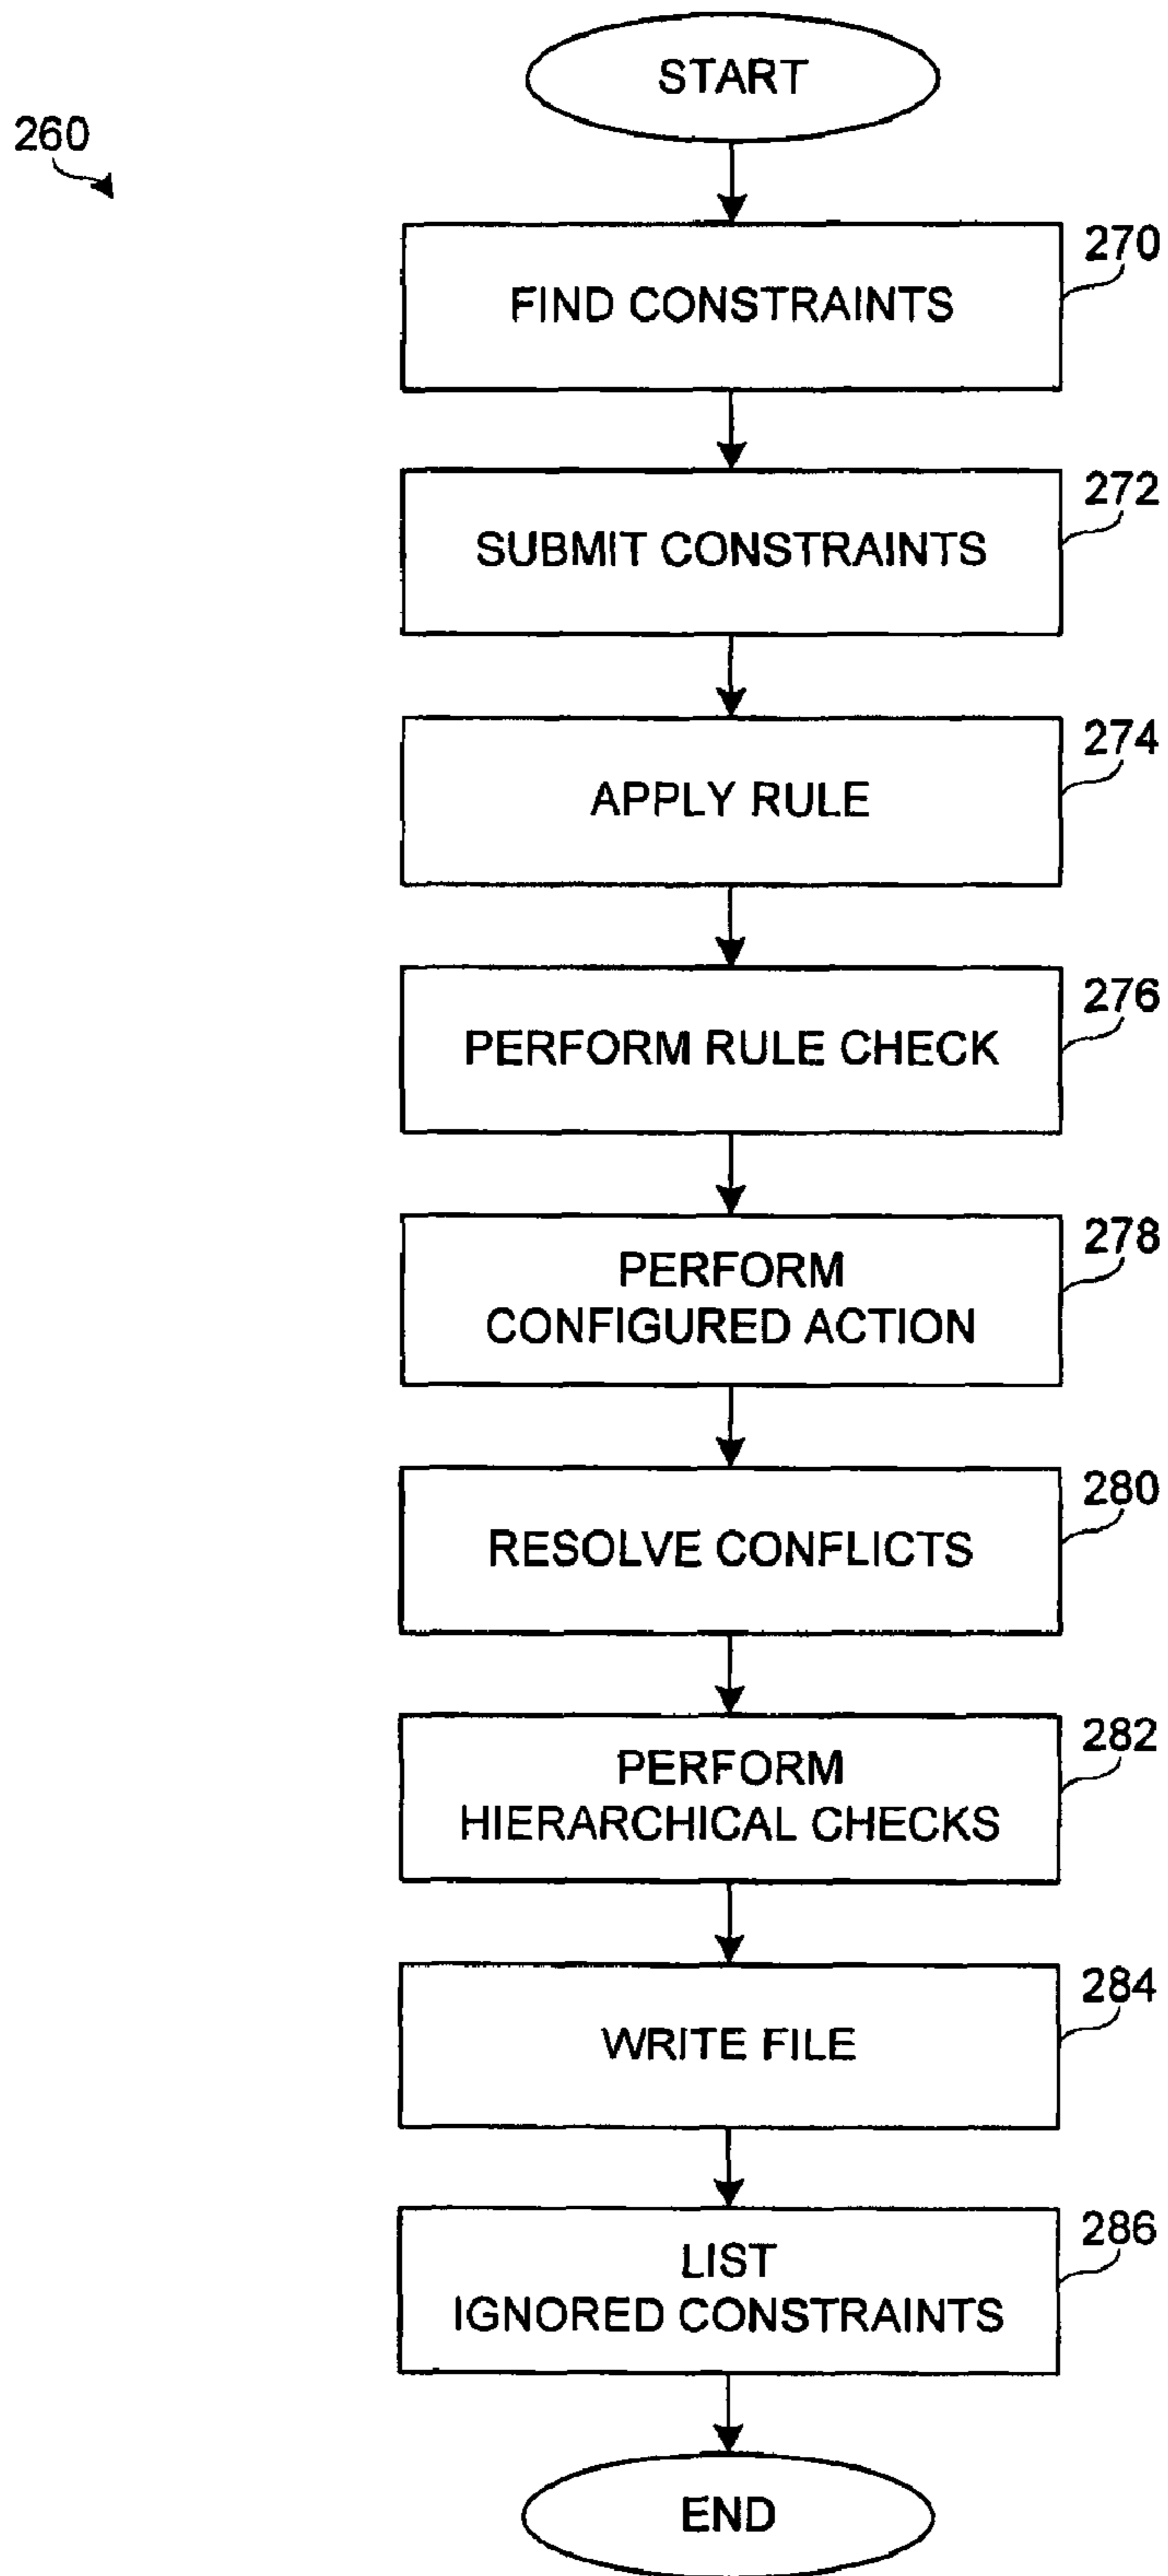 START
260
270
FIND CONSTRAINTS
272
SUBMIT CONSTRAINTS
274
APPLY RULE
276
PERFORM RULE CHECK
278
PERFORM
CONFIGURED ACTION
280
RESOLVE CONFLICTS
282
PERFORM
HIERARCHICAL CHECKS
284
WRITE FILE
286
LIST
IGNORED CONSTRAINTS
END